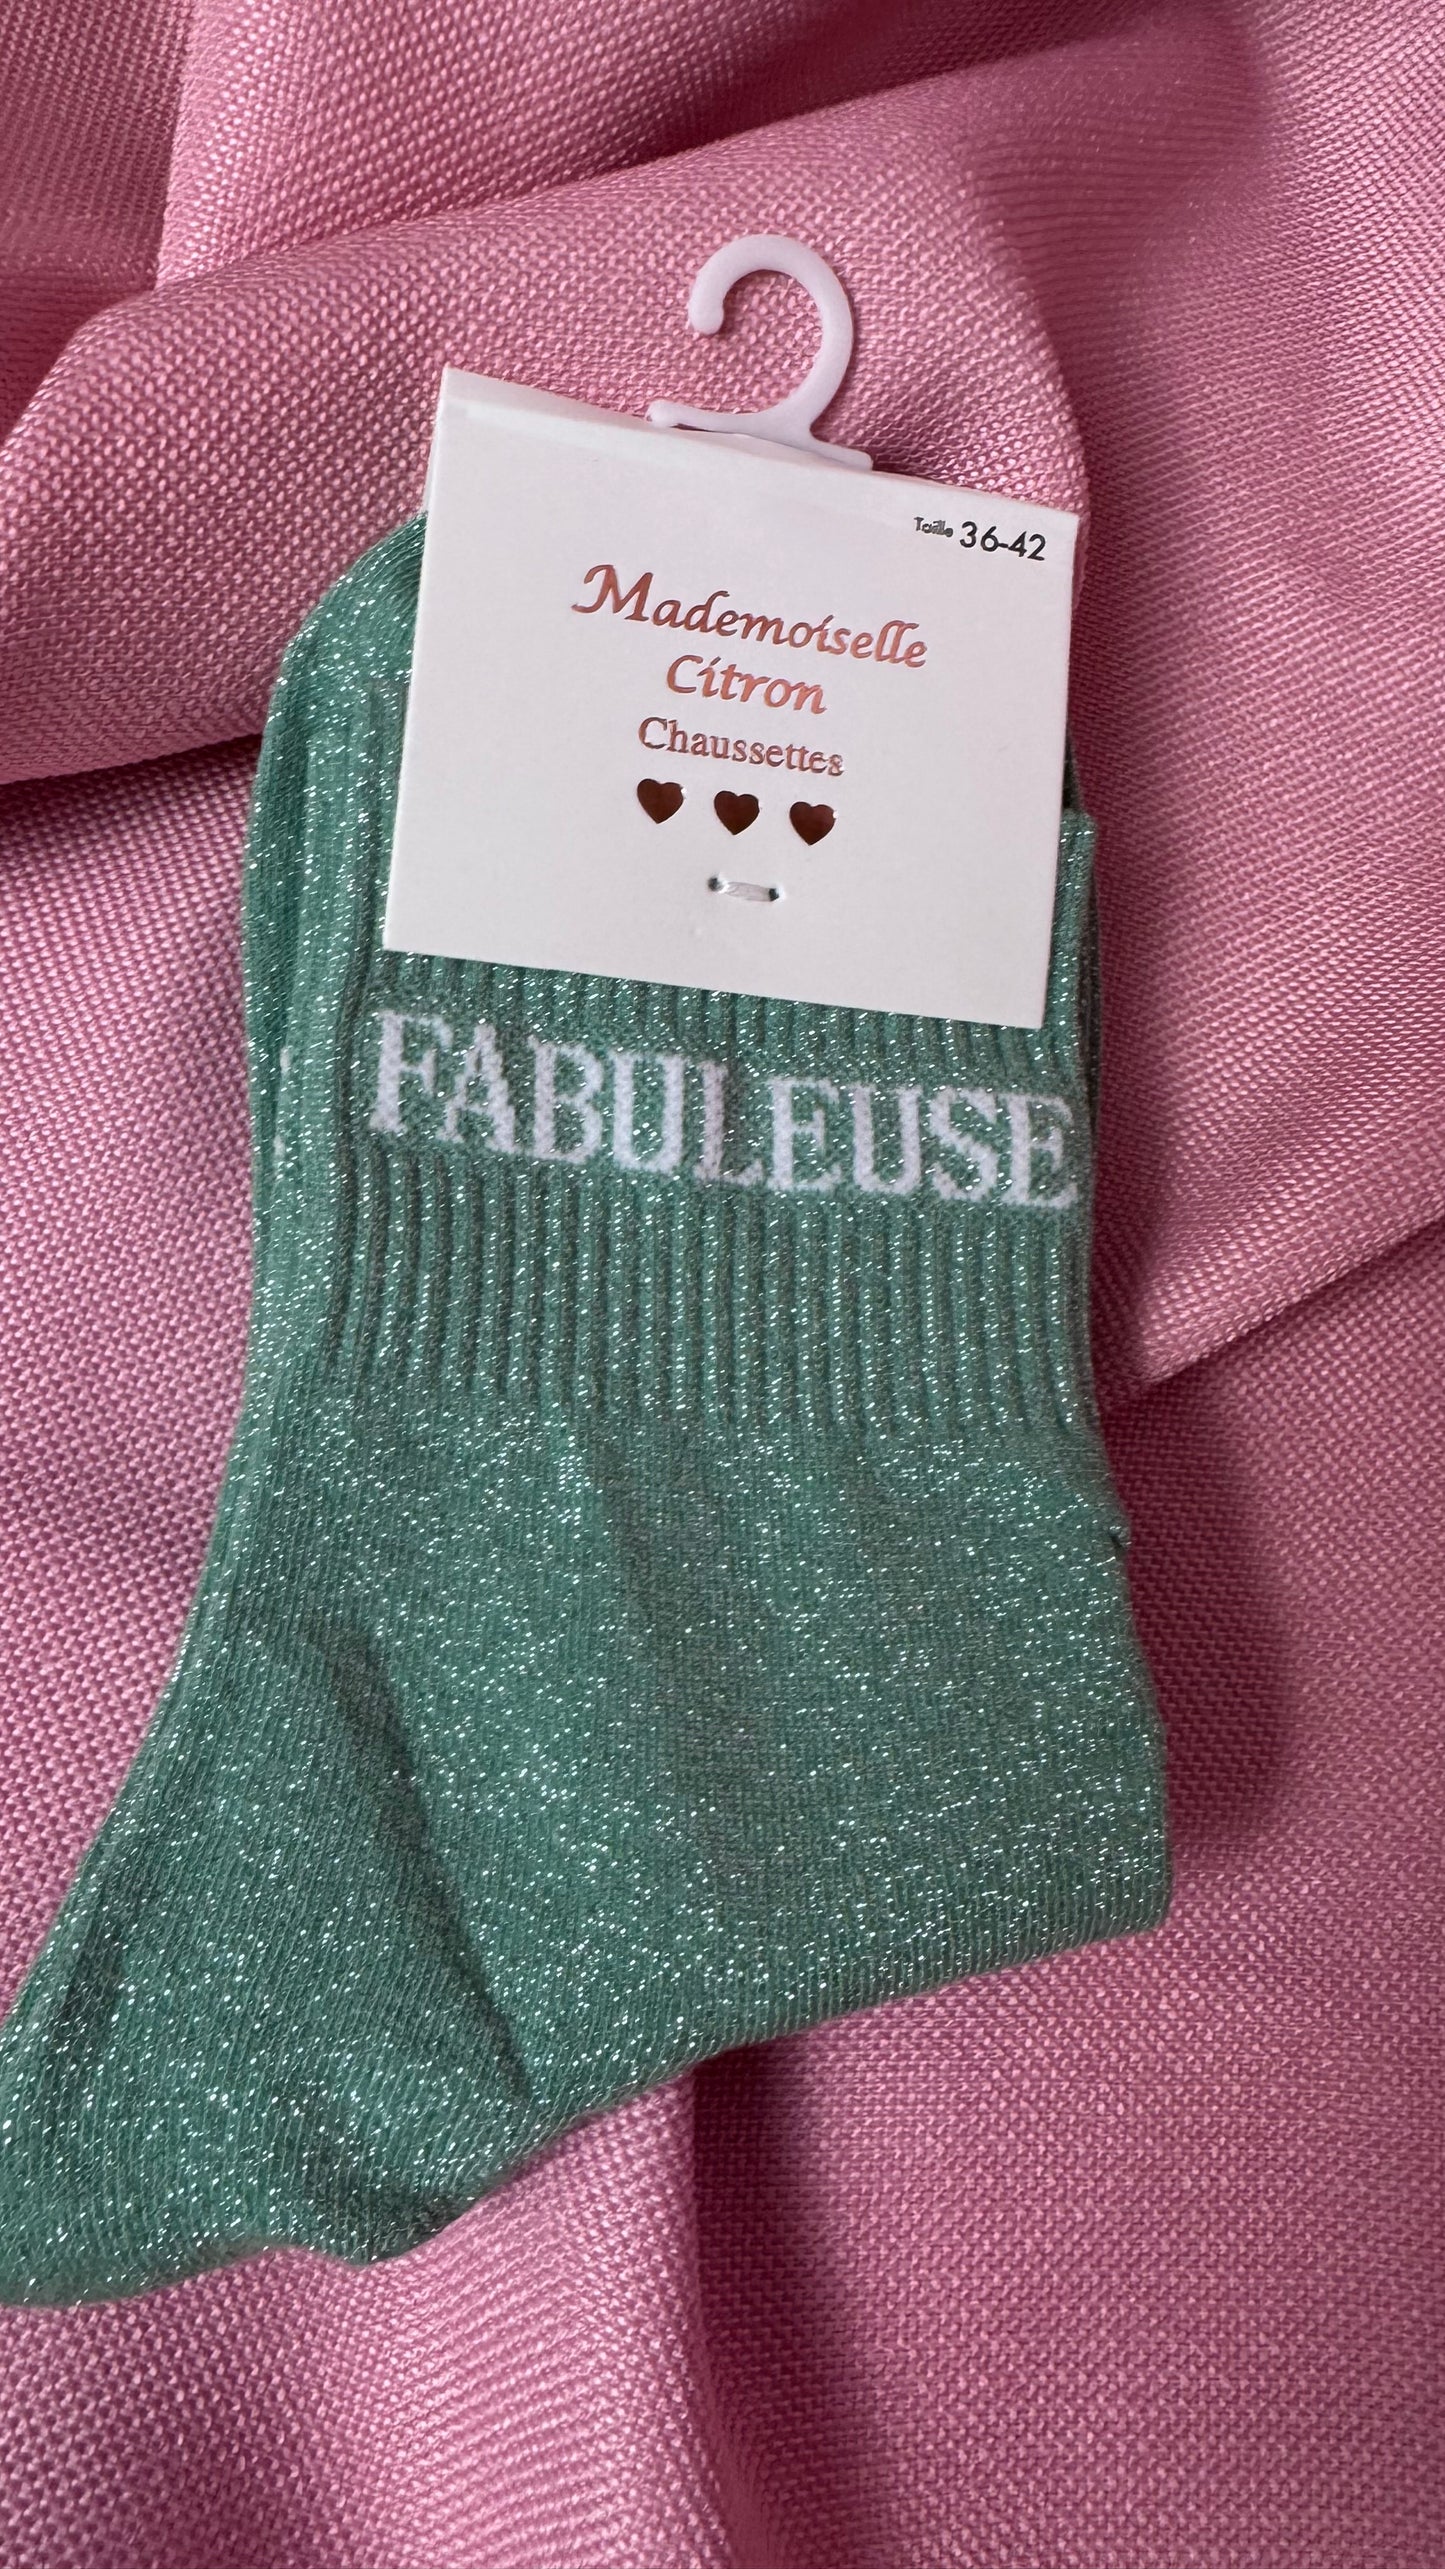 Taille 36-42
Mademoiselle
Citron
Chaussettes
FABULEUSE